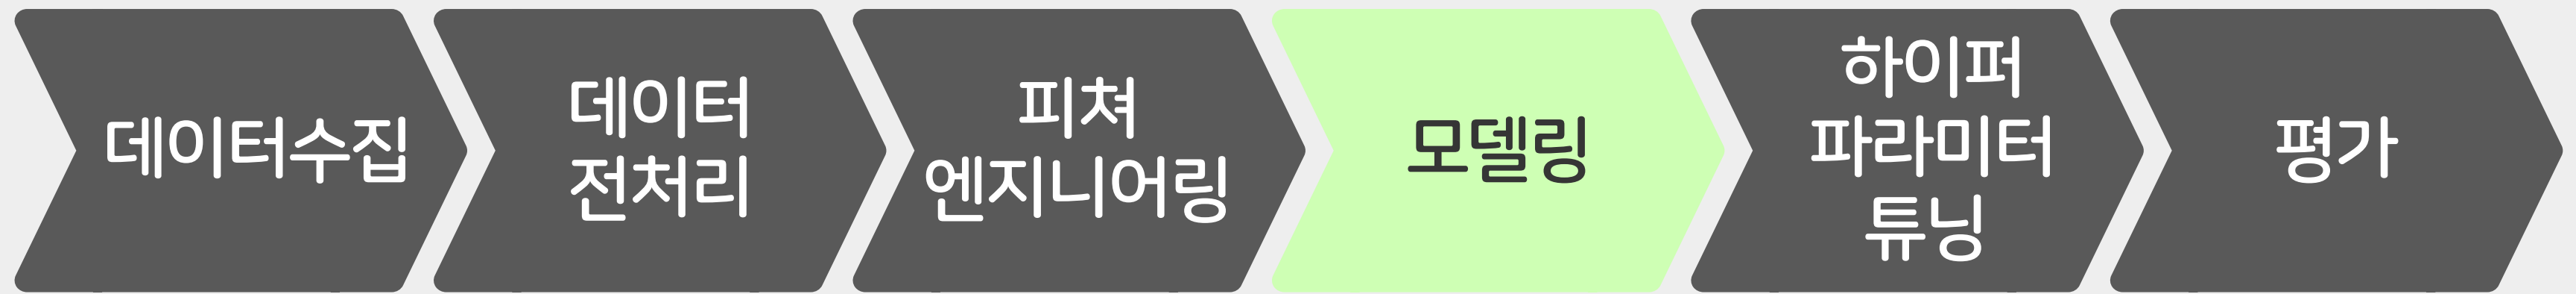 데이터수집
데이터
전처리
피쳐
엔지니어링
모델링
하이퍼
파라미터
튜닝
평가